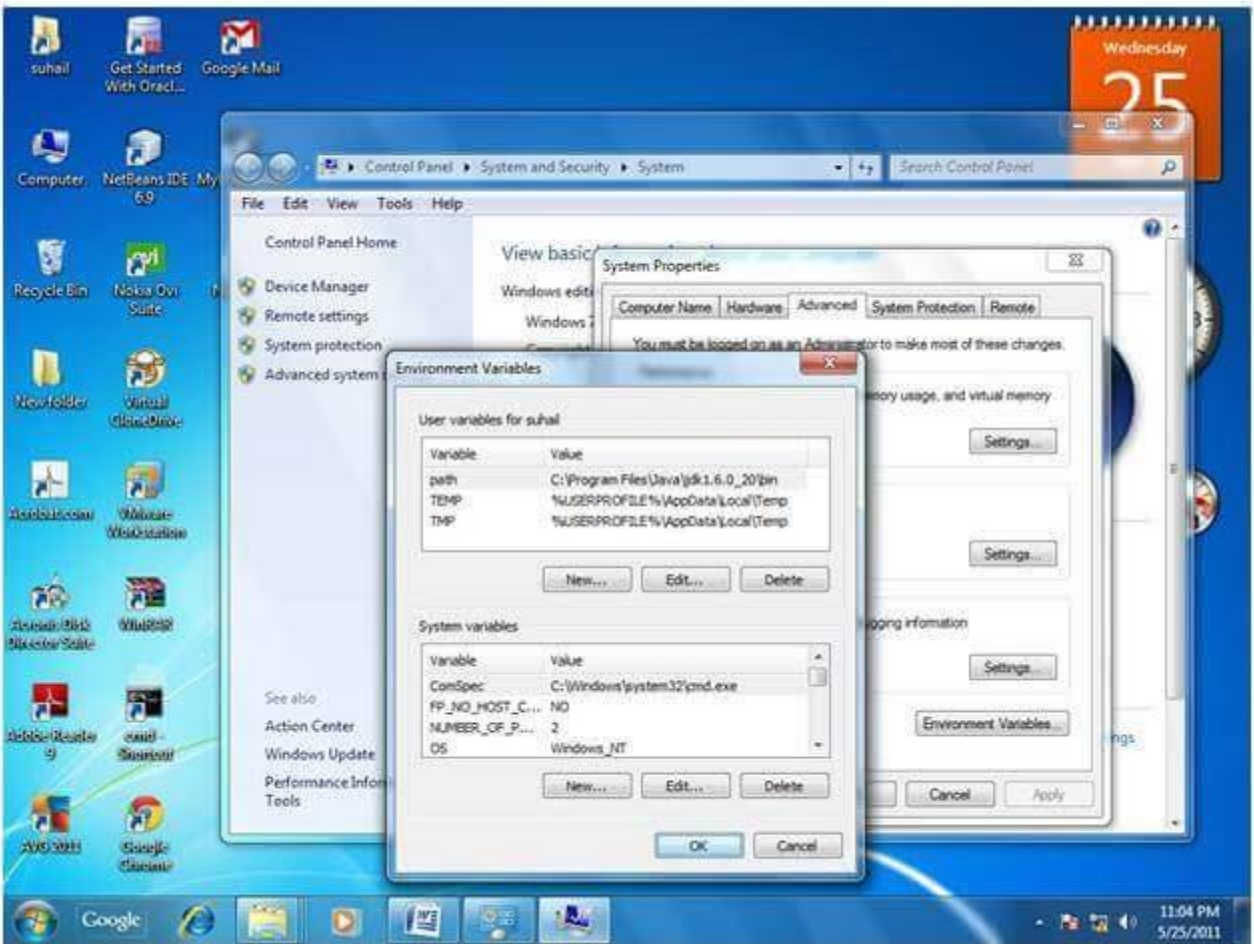 suhail
Get Started With Oracl...
Google Mail
Wednesday
25
Computer
NetBeans IDE 6.9
My
Recycle Bin
Nokia Ovi Suite
N
New folder
Virtual CloneDrive
Acrobat.com
VMware Workstation
Acronis Disk Director Suite
WinRAR
Adobe Reader 9
cmd - Shortcut
AVG 2011
Google Chrome
Control Panel
System and Security
System
Search Control Panel
File Edit View Tools Help
Control Panel Home
Device Manager
Remote settings
System protection
Advanced system
See also
Action Center
Windows Update
Performance Infor
Tools
View basic
Windows editi
Windows 7
System Properties
Computer Name Hardware Advanced System Protection Remote
You must be logged on as an Administrator to make most of these changes.
Performance
mory usage, and virtual memory
Settings...
Settings...
gging information
Settings...
Environment Variables...
ngs
Cancel Apply
Environment Variables
User variables for suhail
Variable Value
path C:\Program Files\Java\jdk1.6.0_20\bin
TEMP %USERPROFILE%\AppData\Local\Temp
TMP %USERPROFILE%\AppData\Local\Temp
New... Edit... Delete
System variables
Variable Value
ComSpec C:\Windows\system32\cmd.exe
FP_NO_HOST_C... NO
NUMBER_OF_P... 2
OS Windows_NT
New... Edit... Delete
OK Cancel
Google
11:04 PM
5/25/2011